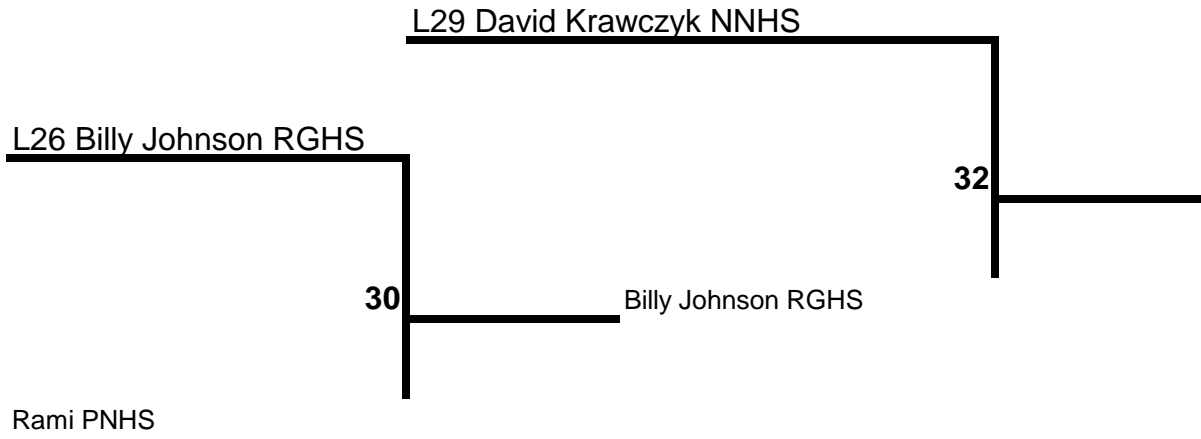 L29 David Krawczyk NNHS
L26 Billy Johnson RGHS
32
30
Billy Johnson RGHS
Rami PNHS